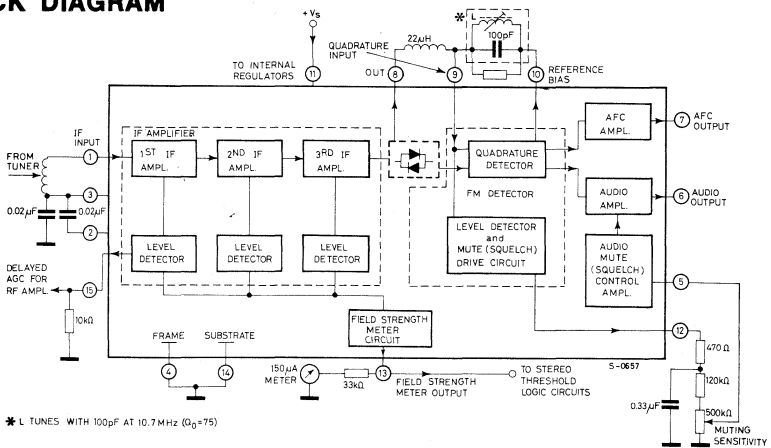 CK DIAGRAM
+Vs
* L
100pF
22µH
QUADRATURE
INPUT
TO INTERNAL
REGULATORS
11
OUT
8
9
10
REFERENCE
BIAS
IF
INPUT
IF AMPLIFIER
AFC
AMPL.
7
AFC
OUTPUT
FROM
TUNER
1
1ST IF
AMPL.
2ND IF
AMPL.
3RD IF
AMPL.
QUADRATURE
DETECTOR
FM DETECTOR
AUDIO
AMPL.
6
AUDIO
OUTPUT
3
0.02µF
0.02µF
2
LEVEL
DETECTOR
LEVEL
DETECTOR
LEVEL
DETECTOR
LEVEL DETECTOR
and
MUTE (SQUELCH)
DRIVE CIRCUIT
AUDIO
MUTE
(SQUELCH)
CONTROL
AMPL.
5
DELAYED
AGC FOR
RF AMPL.
15
10kΩ
FIELD STRENGTH
METER
CIRCUIT
12
FRAME
SUBSTRATE
4
14
150µA
METER
33kΩ
13
FIELD STRENGTH
METER OUTPUT
TO STEREO
THRESHOLD
LOGIC CIRCUITS
S-0657
470Ω
120kΩ
0.33µF
500kΩ
MUTING
SENSITIVITY
* L TUNES WITH 100pF AT 10.7MHz (Q₀=75)